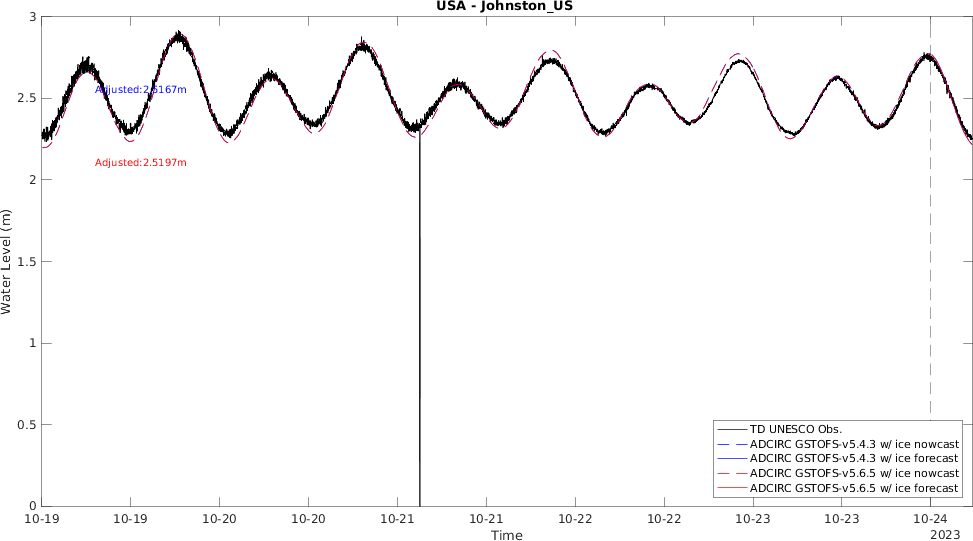 USA - Johnston_US
3
2.5
2
1.5
1
0.5
0
Water Level (m)
Adjusted:2.5167m
Adjusted:2.5197m
TD UNESCO Obs.
ADCIRC GSTOFS-v5.4.3 w/ ice nowcast
ADCIRC GSTOFS-v5.4.3 w/ ice forecast
ADCIRC GSTOFS-v5.6.5 w/ ice nowcast
ADCIRC GSTOFS-v5.6.5 w/ ice forecast
10-19 10-19 10-20 10-20 10-21 10-21 10-22 10-22 10-23 10-23 10-24
Time
2023